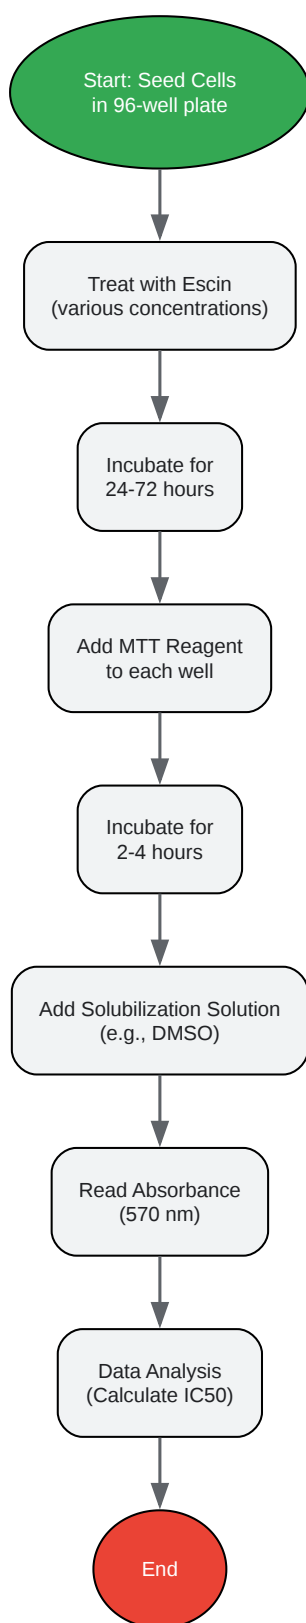 Start: Seed Cells
in 96-well plate
Treat with Escin
(various concentrations)
Incubate for
24-72 hours
Add MTT Reagent
to each well
Incubate for
2-4 hours
Add Solubilization Solution
(e.g., DMSO)
Read Absorbance
(570 nm)
Data Analysis
(Calculate IC50)
End